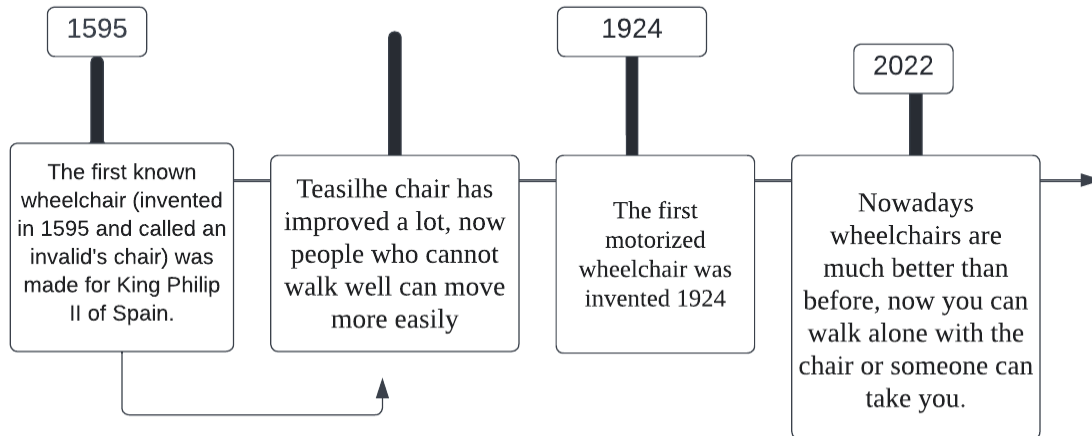 1595
The first known
wheelchair (invented
in 1595 and called an
invalid's chair) was
made for King Philip
II of Spain.
Teasilhe chair has
improved a lot, now
people who cannot
walk well can move
more easily
1924
The first
motorized
wheelchair was
invented 1924
2022
Nowadays
wheelchairs are
much better than
before, now you can
walk alone with the
chair or someone can
take you.